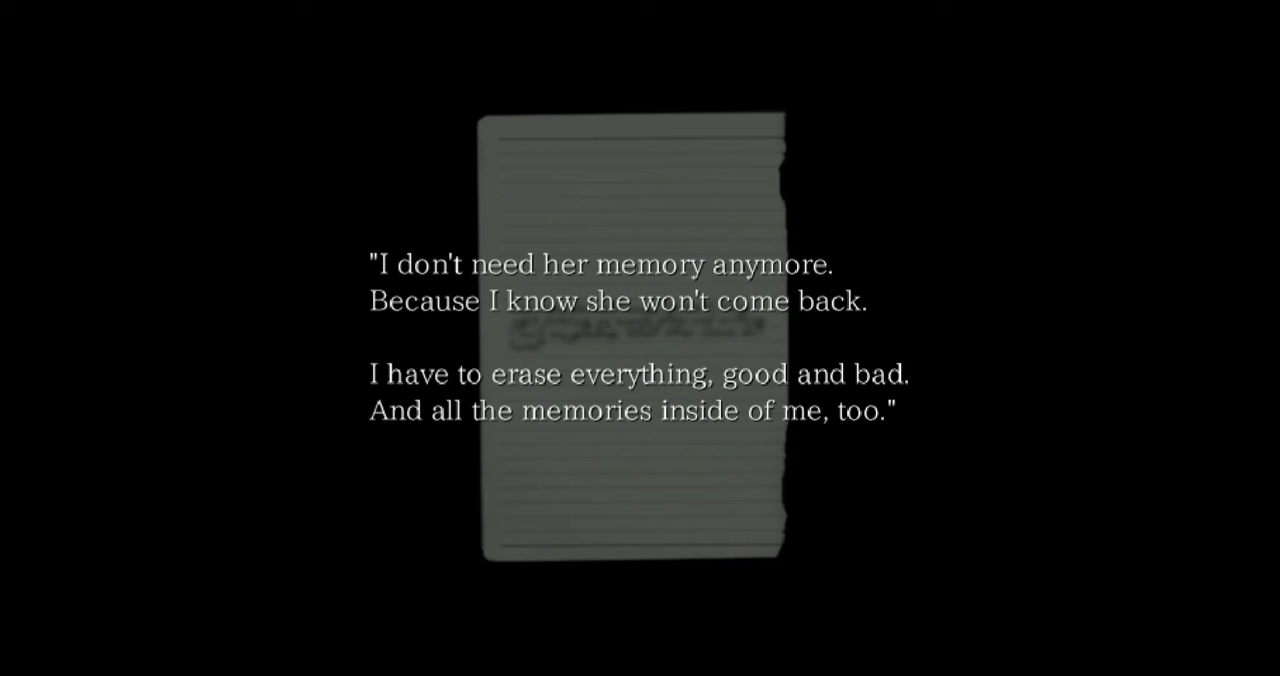 "I don't need her memory anymore.
Because I know she won't come back.
I have to erase everything, good and bad.
And all the memories inside of me, too."